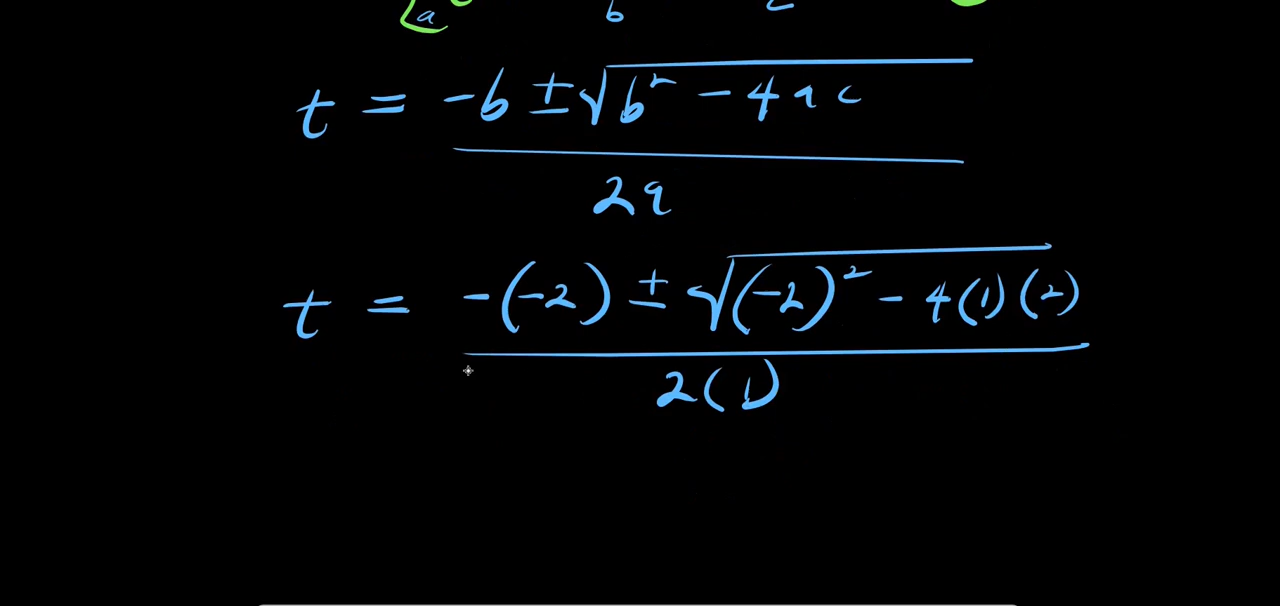 a b c
t = -b ± √b² - 4ac
2a
t = -(-2) ± √(-2)² - 4(1)(2)
2(1)